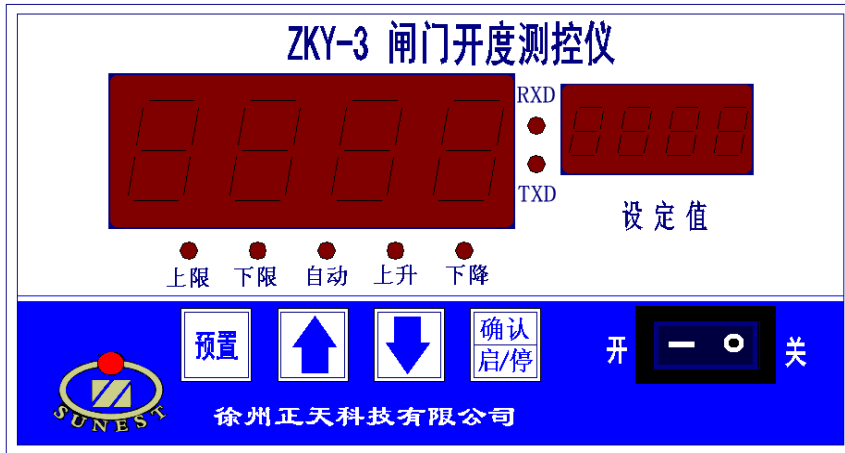 ZKY-3 闸门开度测控仪
RXD
TXD
设定值
上限 下限 自动 上升 下降
预置
确认
启/停
开 关
SUNEST
徐州正天科技有限公司